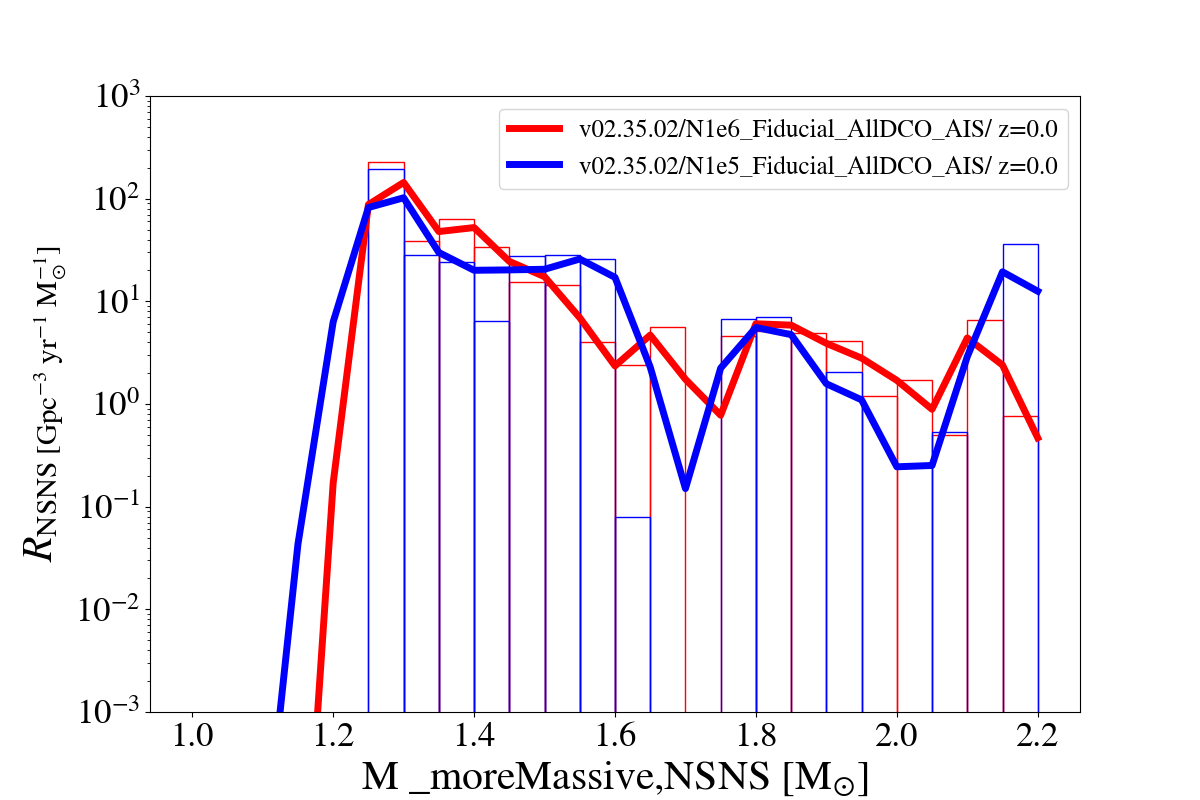 v02.35.02/N1e6_Fiducial_AllDCO_AIS/ z=0.0
v02.35.02/N1e5_Fiducial_AllDCO_AIS/ z=0.0
10³
10²
10¹
10⁰
10⁻¹
10⁻²
10⁻³
R_NSNS [Gpc⁻³ yr⁻¹ M⊙⁻¹]
1.0 1.2 1.4 1.6 1.8 2.0 2.2
M _moreMassive,NSNS [M⊙]